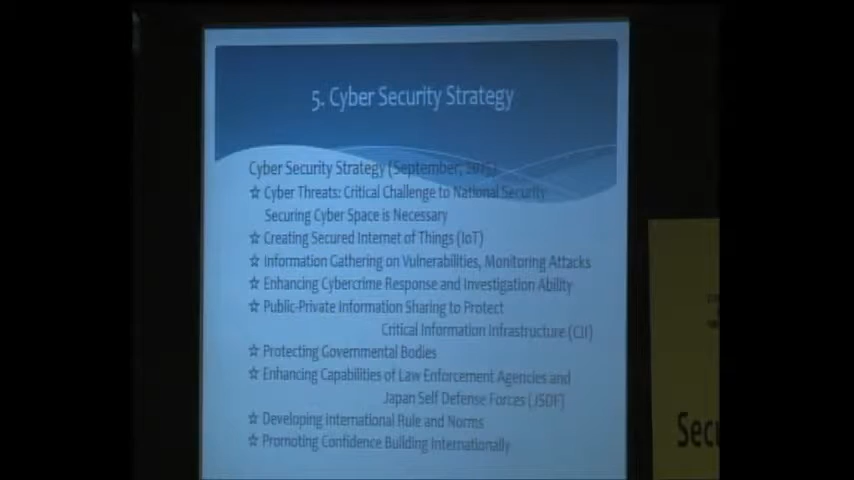 5. Cyber Security Strategy
Cyber Security Strategy (September, 2015)
☆ Cyber Threats: Critical Challenge to National Security
Securing Cyber Space is Necessary
☆ Creating Secured Internet of Things (IoT)
☆ Information Gathering on Vulnerabilities, Monitoring Attacks
☆ Enhancing Cybercrime Response and Investigation Ability
☆ Public-Private Information Sharing to Protect
Critical Information Infrastructure (CII)
☆ Protecting Governmental Bodies
☆ Enhancing Capabilities of Law Enforcement Agencies and
Japan Self Defense Forces (JSDF)
☆ Developing International Rule and Norms
☆ Promoting Confidence Building Internationally
Secu